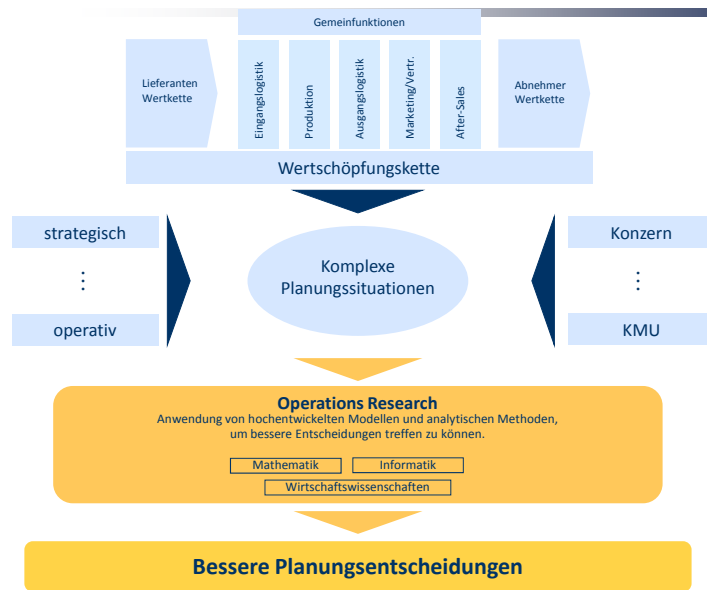 Gemeinfunktionen
Lieferanten
Wertkette
Eingangslogistik
Produktion
Ausgangslogistik
Marketing/Vertr.
After-Sales
Abnehmer
Wertkette
Wertschöpfungskette
strategisch
⋮
operativ
Komplexe
Planungssituationen
Konzern
⋮
KMU
Operations Research
Anwendung von hochentwickelten Modellen und analytischen Methoden,
um bessere Entscheidungen treffen zu können.
Mathematik
Informatik
Wirtschaftswissenschaften
Bessere Planungsentscheidungen